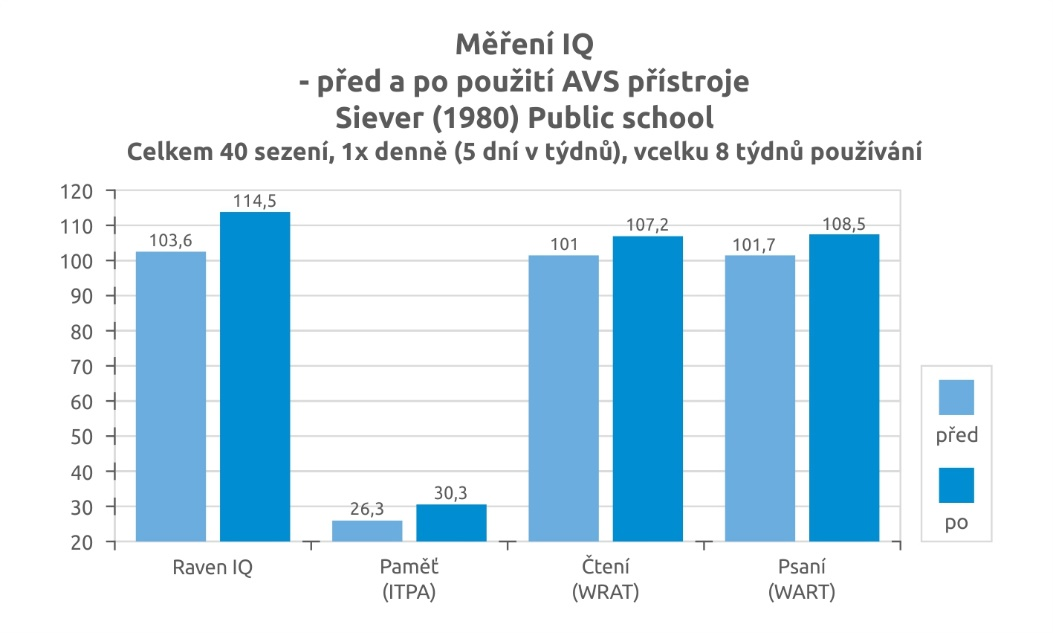 Měření IQ
- před a po použití AVS přístroje
Siever (1980) Public school
Celkem 40 sezení, 1x denně (5 dní v týdnů), vcelku 8 týdnů používání
120
110
100
90
80
70
60
50
40
30
20
103,6
114,5
26,3
30,3
101
107,2
101,7
108,5
Raven IQ
Paměť
(ITPA)
Čtení
(WRAT)
Psaní
(WART)
před
po